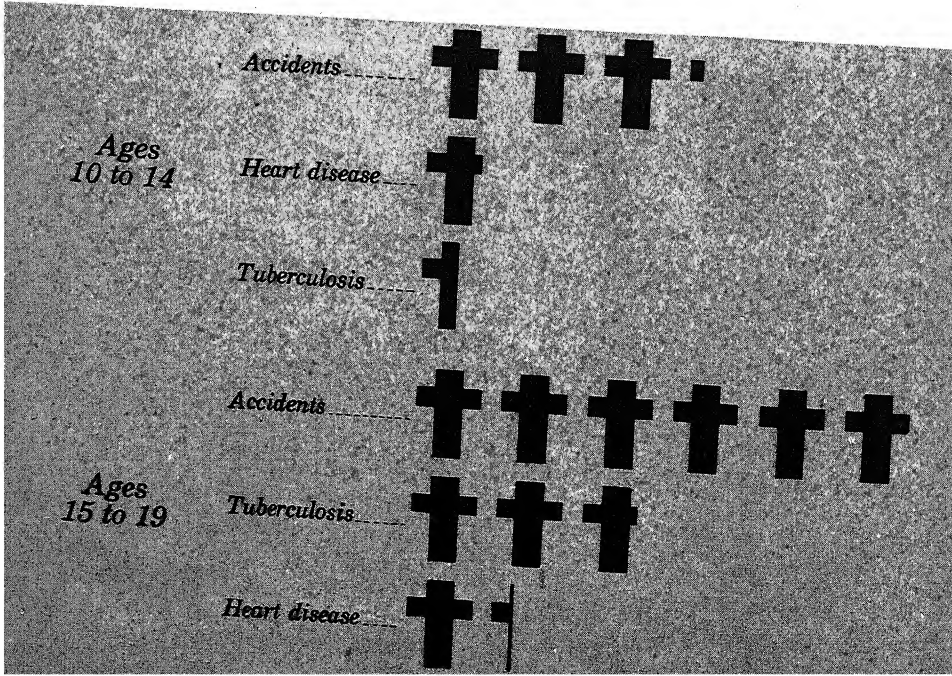 Accidents
Ages
10 to 14
Heart disease
Tuberculosis
Accidents
Ages
15 to 19
Tuberculosis
Heart disease